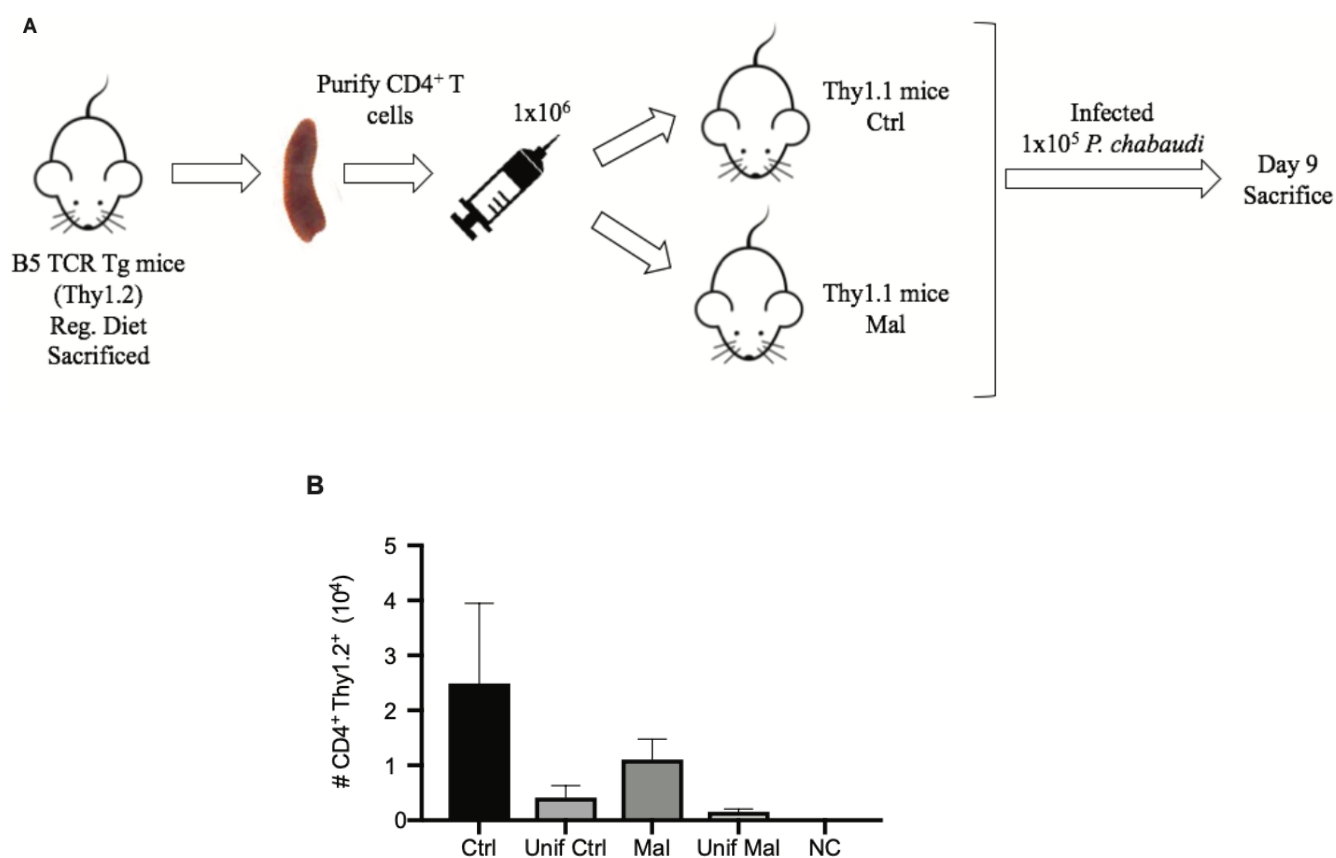 A
B5 TCR Tg mice
(Thy1.2)
Reg. Diet
Sacrificed
Purify CD4⁺ T
cells
1x10⁶
Thy1.1 mice
Ctrl
Thy1.1 mice
Mal
Infected
1x10⁵ P. chabaudi
Day 9
Sacrifice
B
# CD4⁺ Thy1.2⁺ (10⁴)
5
4
3
2
1
0
Ctrl Unif Ctrl Mal Unif Mal NC